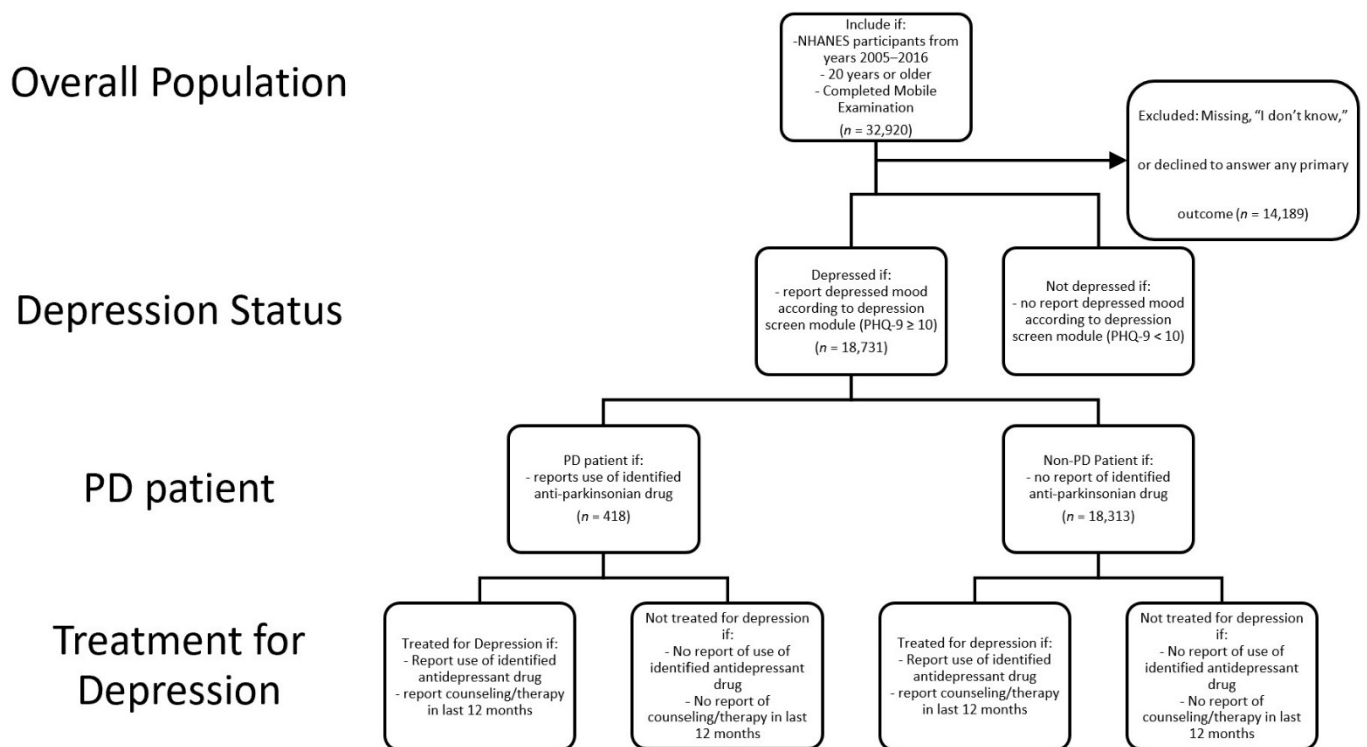 Overall Population
Include if:
-NHANES participants from
years 2005–2016
- 20 years or older
- Completed Mobile
Examination
(n = 32,920)
Excluded: Missing, “I don’t know,”
or declined to answer any primary
outcome (n = 14,189)
Depression Status
Depressed if:
- report depressed mood
according to depression
screen module (PHQ-9 ≥ 10)
(n = 18,731)
Not depressed if:
- no report depressed mood
according to depression
screen module (PHQ-9 < 10)
PD patient
PD patient if:
- reports use of identified
anti-parkinsonian drug
(n = 418)
Non-PD Patient if:
- no report of identified
anti-parkinsonian drug
(n = 18,313)
Treatment for
Depression
Treated for Depression if:
- Report use of identified
antidepressant drug
- report counseling/therapy
in last 12 months
Not treated for depression
if:
- No report of use of
identified antidepressant
drug
- No report of
counseling/therapy in last
12 months
Treated for depression if:
- Report use of identified
antidepressant drug
- report counseling/therapy
in last 12 months
Not treated for depression
if:
- No report of use of
identified antidepressant
drug
- No report of
counseling/therapy in last
12 months